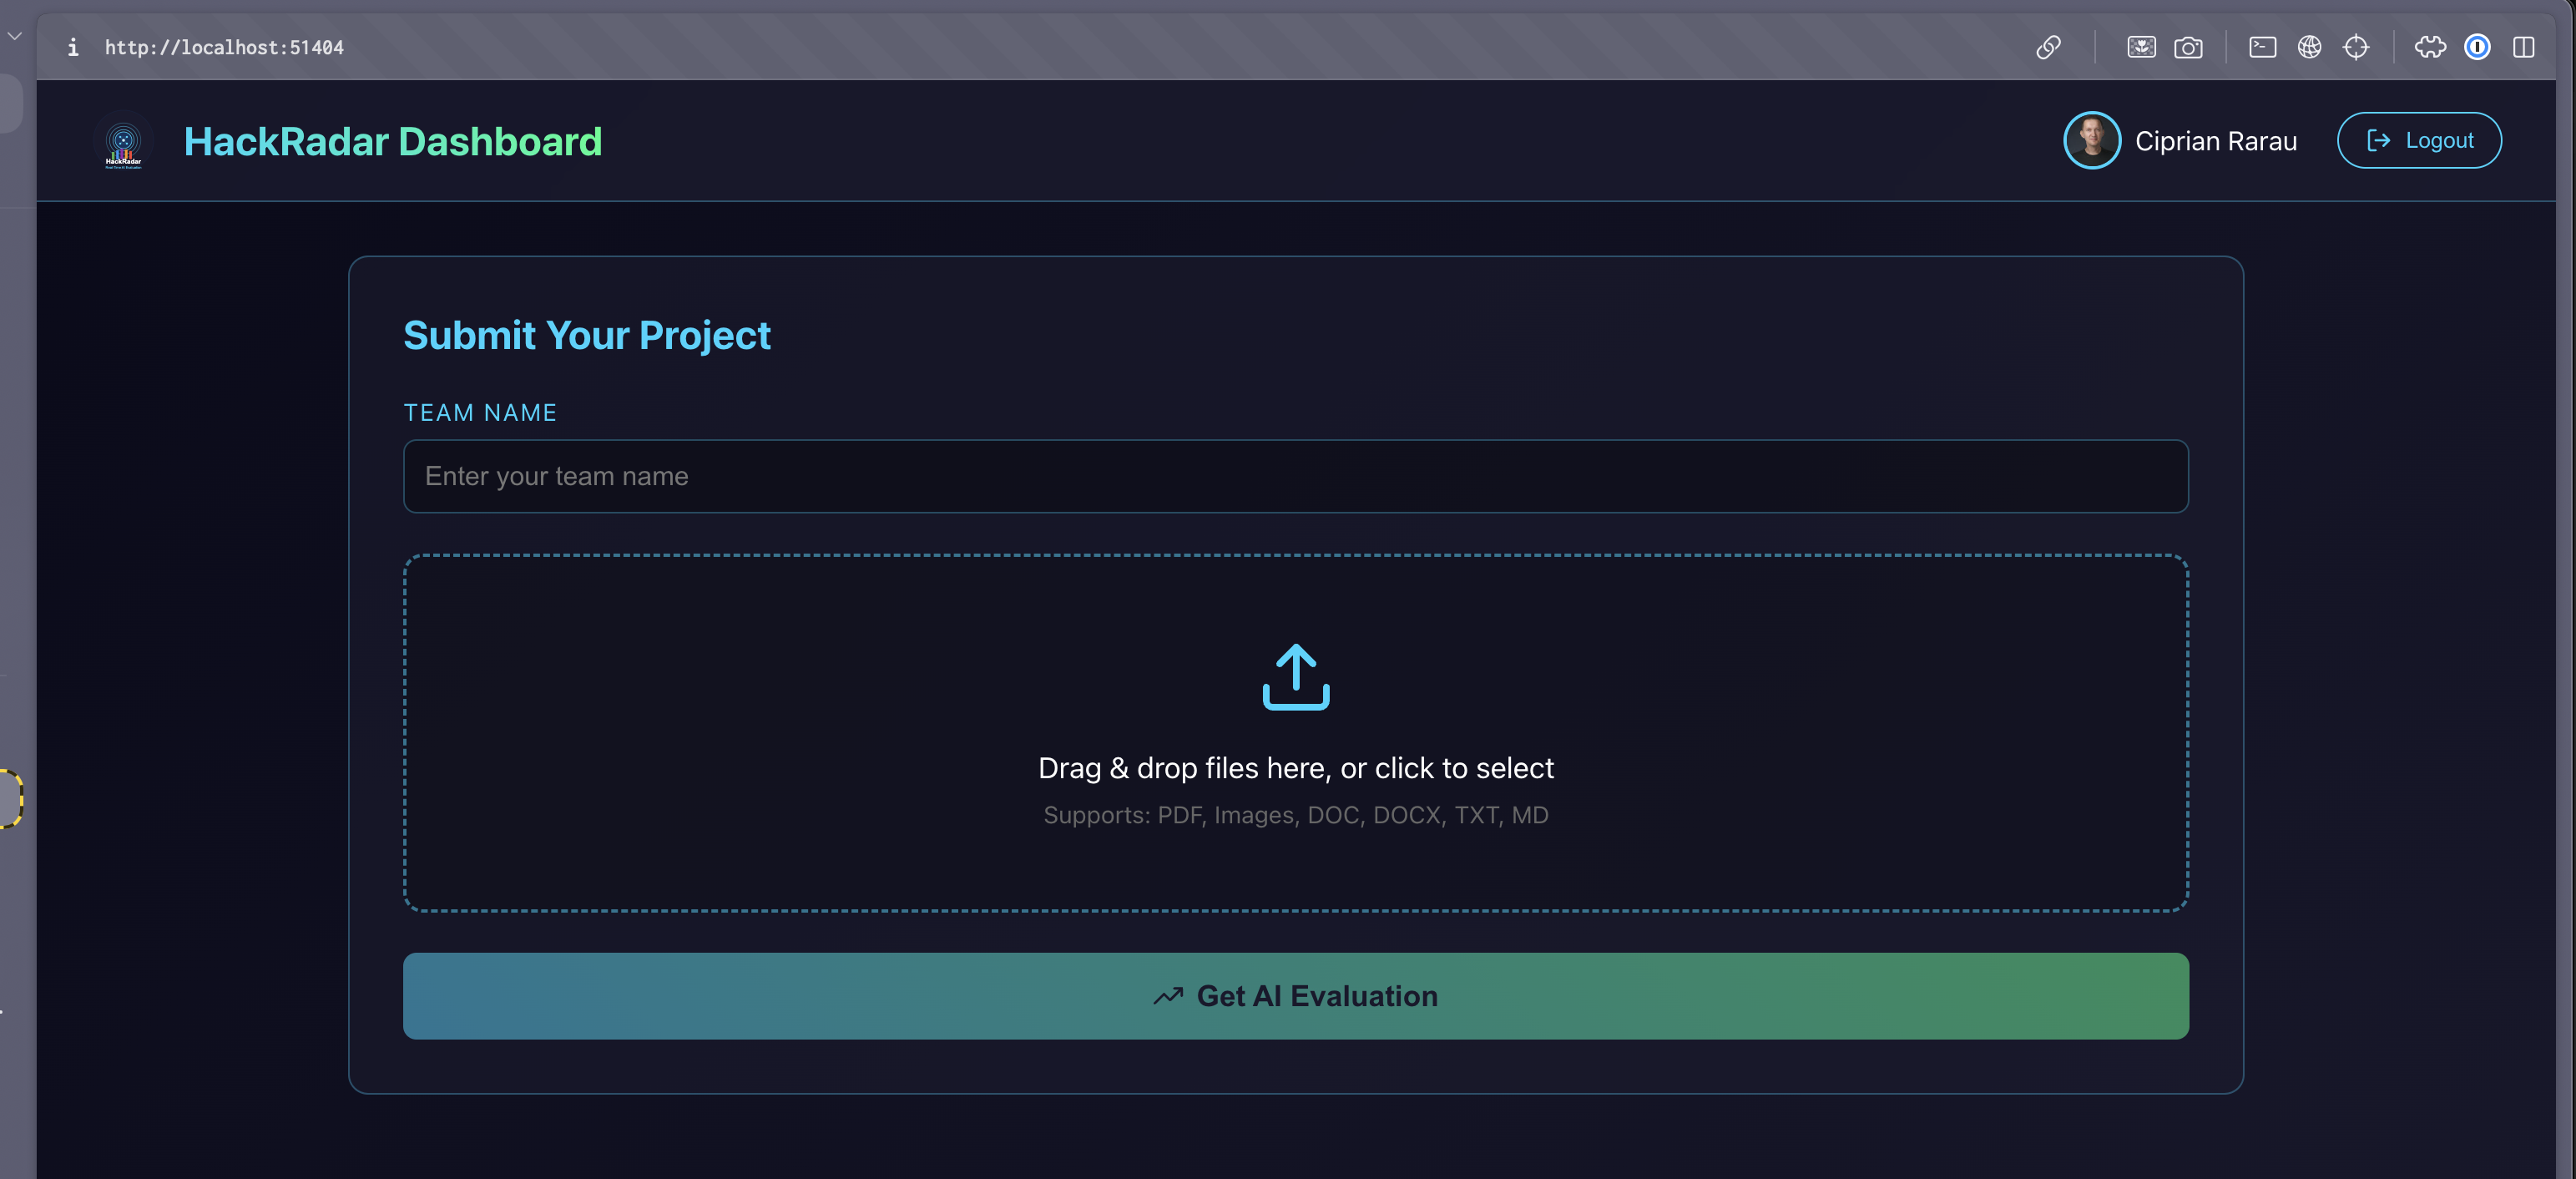 http://localhost:51404
HackRadar
HackRadar Dashboard
Ciprian Rarau
Logout
Submit Your Project
TEAM NAME
Enter your team name
Drag & drop files here, or click to select
Supports: PDF, Images, DOC, DOCX, TXT, MD
Get AI Evaluation